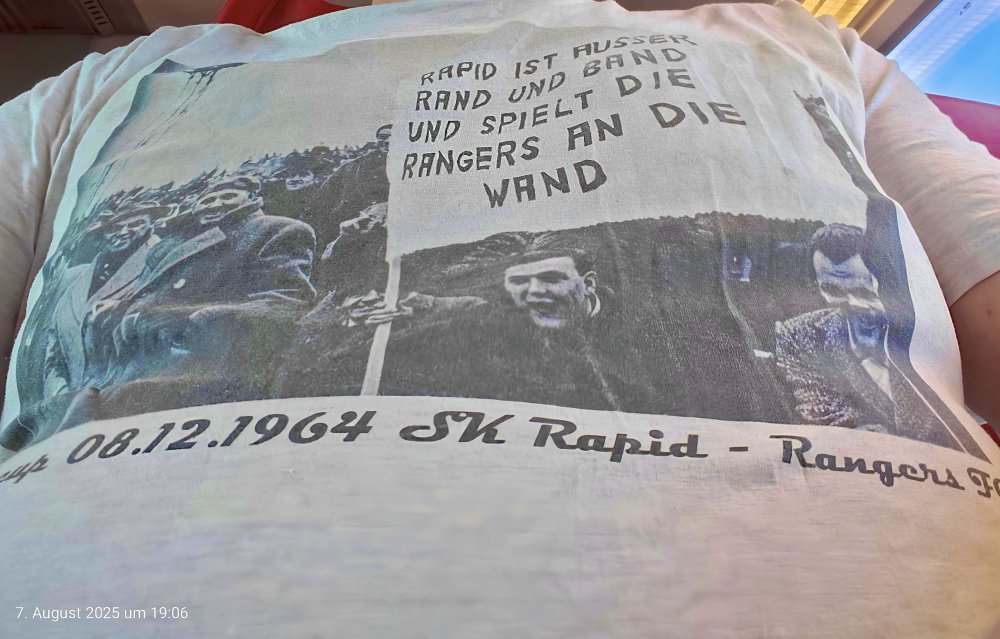 RAPID IST AUSSER
RAND UND BAND
UND SPIELT DIE
RANGERS AN DIE
WAND
08.12.1964 SK Rapid - Rangers
7. August 2025 um 19:06